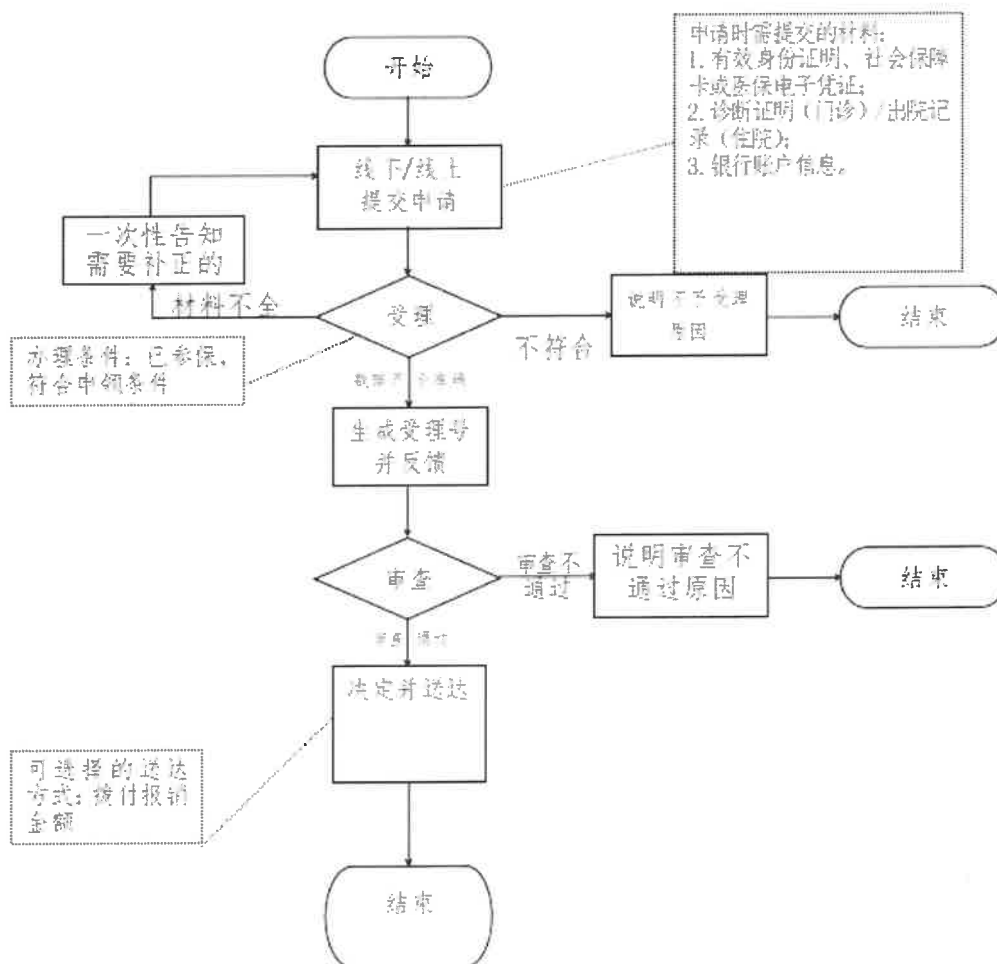 开始
申请时需提交的材料:
1.有效身份证明、社会保障
卡或医保电子凭证;
2.诊断证明(门诊)/出院记
录(住院);
3.银行账户信息。
线下/线上
提交申请
一次性告知
需要补正的
材料不全
受理
不符合
说明不予受理
原因
结束
办理条件:已参保,
符合申领条件
生成受理号
并反馈
审查
审查不
通过
说明审查不
通过原因
结束
审查通过
决定并送达
可选择的送达
方式:拨付报销
金额
结束